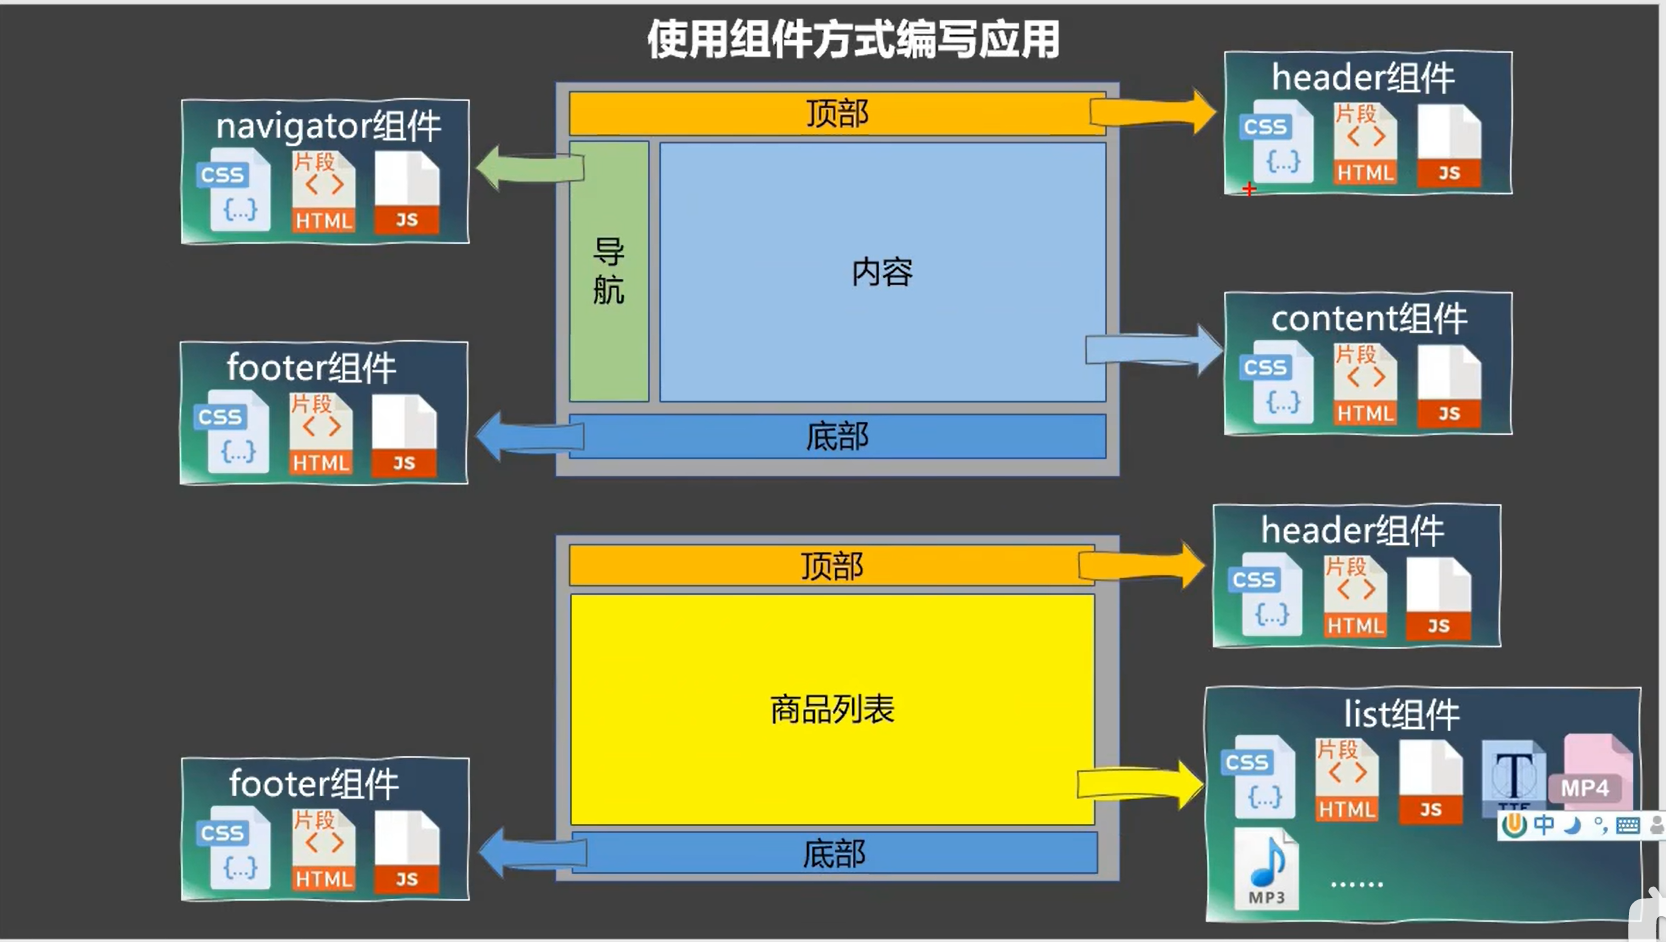 使用组件方式编写应用
navigator组件
CSS
{...}
片段
< >
HTML
JS
顶部
header组件
CSS
{...}
片段
< >
HTML
JS
导航
内容
content组件
CSS
{...}
片段
< >
HTML
JS
footer组件
CSS
{...}
片段
< >
HTML
JS
底部
顶部
header组件
CSS
{...}
片段
< >
HTML
JS
商品列表
list组件
CSS
{...}
片段
< >
HTML
JS
T
TTF
MP4
MP3
......
footer组件
CSS
{...}
片段
< >
HTML
JS
底部
中